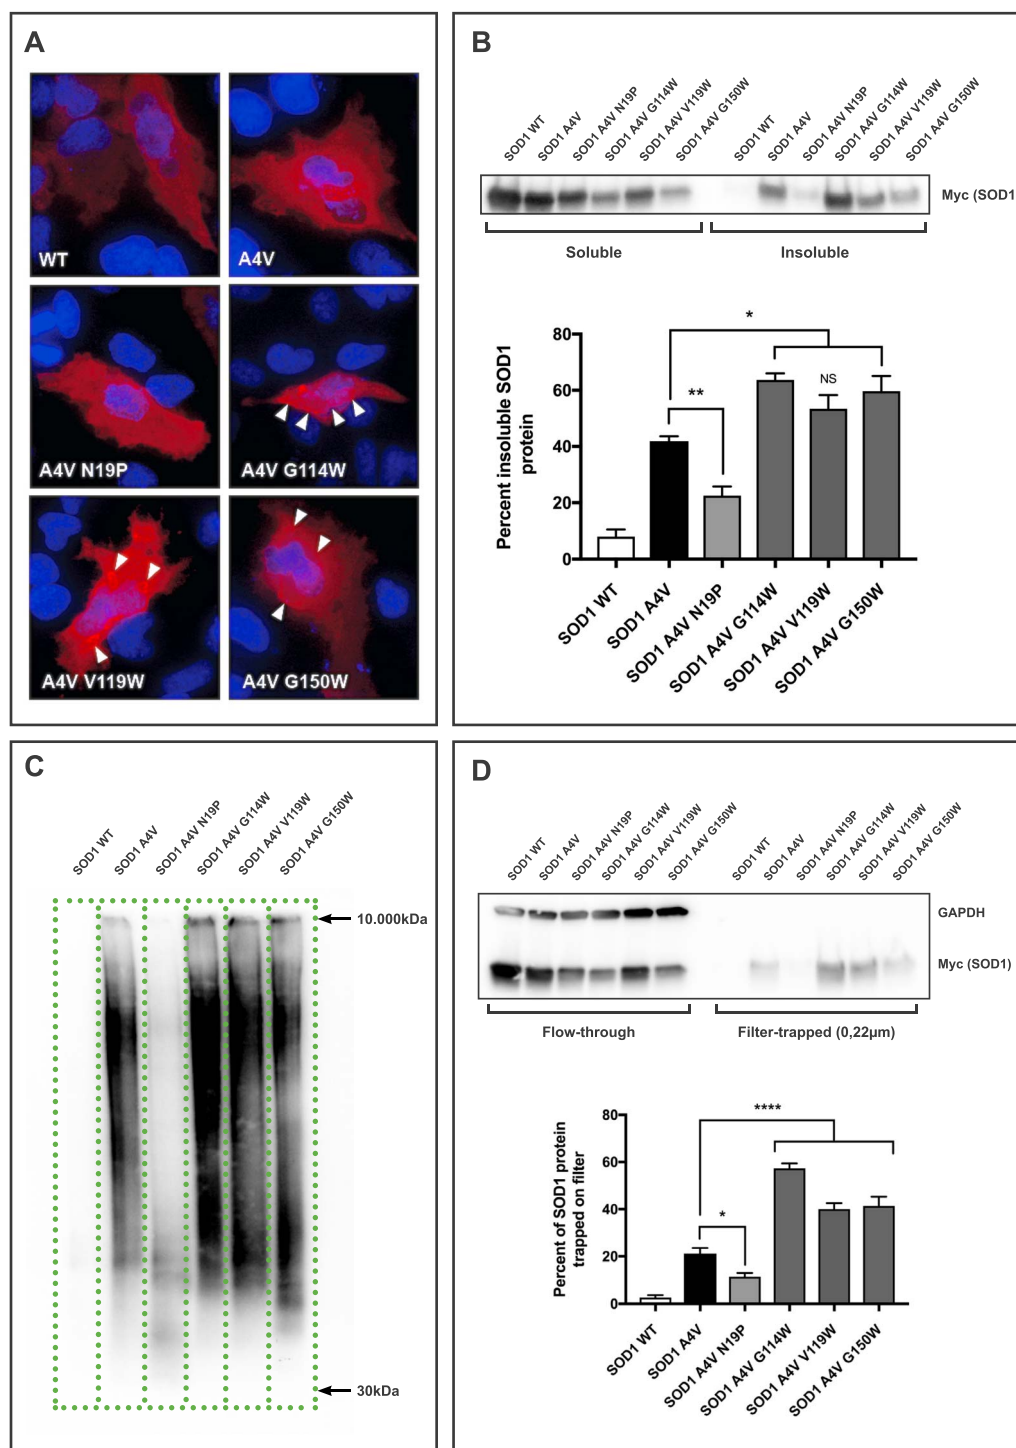 A
WT
A4V
A4V N19P
A4V G114W
A4V V119W
A4V G150W
B
SOD1 WT
SOD1 A4V
SOD1 A4V N19P
SOD1 A4V G114W
SOD1 A4V V119W
SOD1 A4V G150W
SOD1 WT
SOD1 A4V
SOD1 A4V N19P
SOD1 A4V G114W
SOD1 A4V V119W
SOD1 A4V G150W
Myc (SOD1
Soluble
Insoluble
Percent insoluble SOD1
protein
80
60
40
20
0
*
**
NS
SOD1 WT
SOD1 A4V
SOD1 A4V N19P
SOD1 A4V G114W
SOD1 A4V V119W
SOD1 A4V G150W
C
SOD1 WT
SOD1 A4V
SOD1 A4V N19P
SOD1 A4V G114W
SOD1 A4V V119W
SOD1 A4V G150W
10.000kDa
30kDa
D
SOD1 WT
SOD1 A4V
SOD1 A4V N19P
SOD1 A4V G114W
SOD1 A4V V119W
SOD1 A4V G150W
SOD1 WT
SOD1 A4V
SOD1 A4V N19P
SOD1 A4V G114W
SOD1 A4V V119W
SOD1 A4V G150W
GAPDH
Myc (SOD1)
Flow-through
Filter-trapped (0,22µm)
Percent of SOD1 protein
trapped on filter
80
60
40
20
0
****
*
SOD1 WT
SOD1 A4V
SOD1 A4V N19P
SOD1 A4V G114W
SOD1 A4V V119W
SOD1 A4V G150W